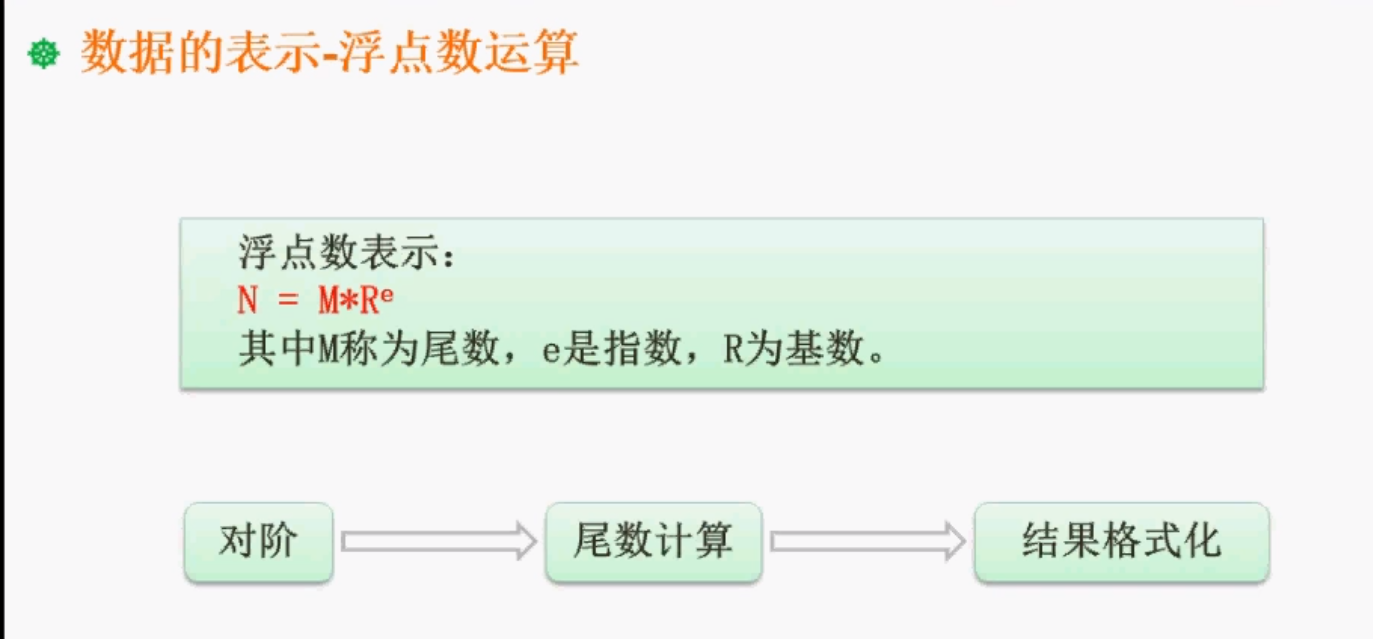 数据的表示-浮点数运算
浮点数表示：
N = M*Rᵉ
其中M称为尾数，e是指数，R为基数。
对阶
尾数计算
结果格式化